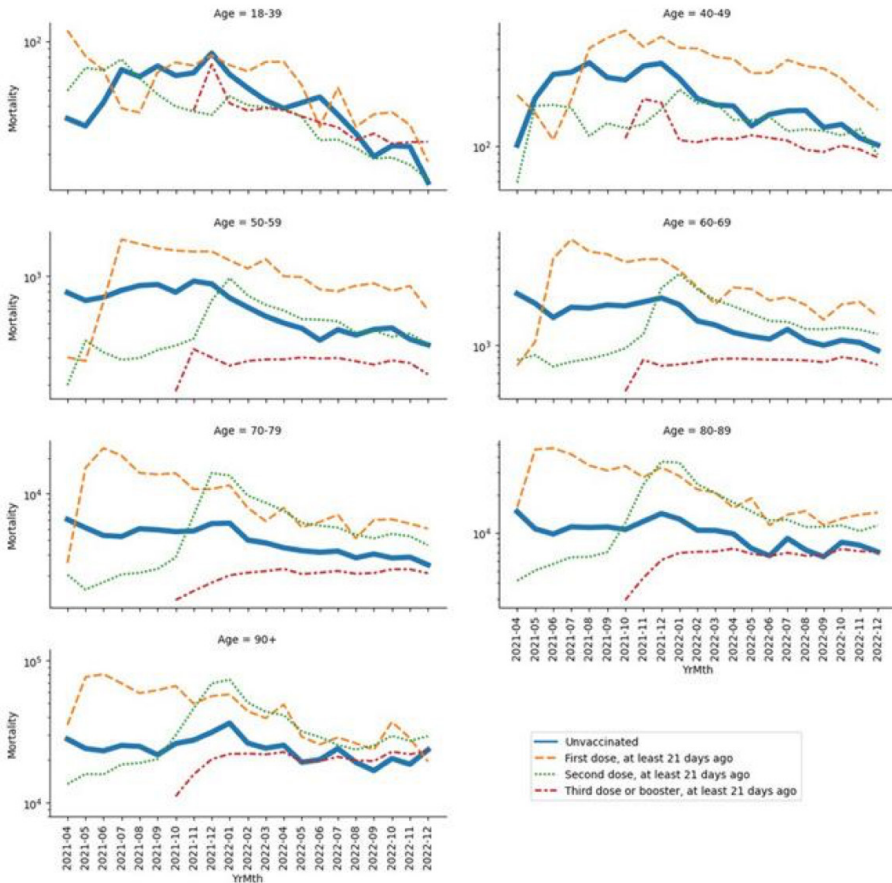 Age = 18-39
Mortality
10²
Age = 40-49
Mortality
10²
Age = 50-59
Mortality
10³
Age = 60-69
Mortality
10³
Age = 70-79
Mortality
10⁴
Age = 80-89
Mortality
10⁴
2021-04
2021-05
2021-06
2021-07
2021-08
2021-09
2021-10
2021-11
2021-12
2022-01
2022-02
2022-03
2022-04
2022-05
2022-06
2022-07
2022-08
2022-09
2022-10
2022-11
2022-12
YrMth
Age = 90+
Mortality
10⁵
10⁴
2021-04
2021-05
2021-06
2021-07
2021-08
2021-09
2021-10
2021-11
2021-12
2022-01
2022-02
2022-03
2022-04
2022-05
2022-06
2022-07
2022-08
2022-09
2022-10
2022-11
2022-12
YrMth
Unvaccinated
First dose, at least 21 days ago
Second dose, at least 21 days ago
Third dose or booster, at least 21 days ago